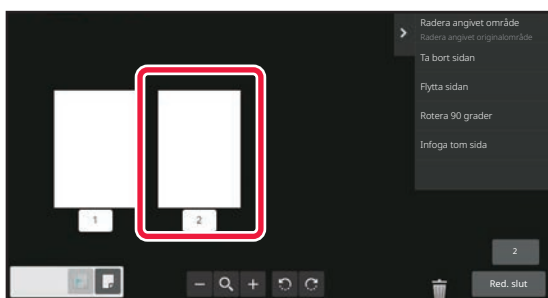 Radera angivet område
Radera angivet originalområde
Ta bort sidan
Flytta sidan
Rotera 90 grader
Infoga tom sida
1
2
2
Red. slut